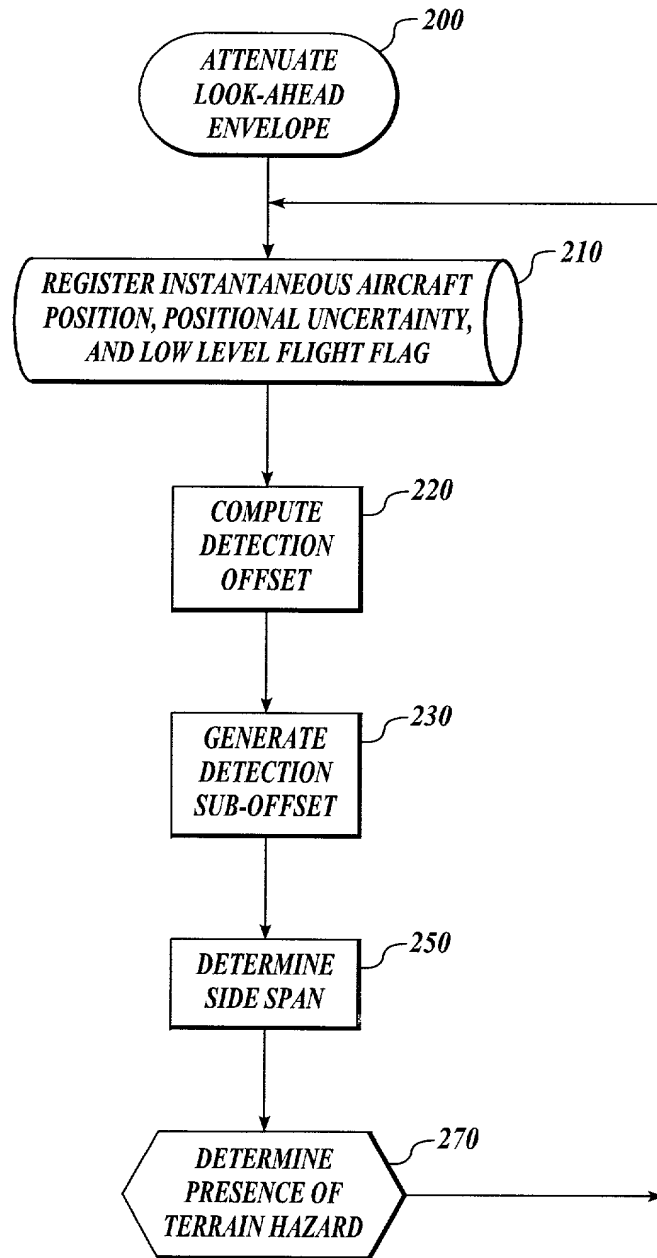 200
ATTENUATE
LOOK-AHEAD
ENVELOPE
210
REGISTER INSTANTANEOUS AIRCRAFT
POSITION, POSITIONAL UNCERTAINTY,
AND LOW LEVEL FLIGHT FLAG
220
COMPUTE
DETECTION
OFFSET
230
GENERATE
DETECTION
SUB-OFFSET
250
DETERMINE
SIDE SPAN
270
DETERMINE
PRESENCE OF
TERRAIN HAZARD